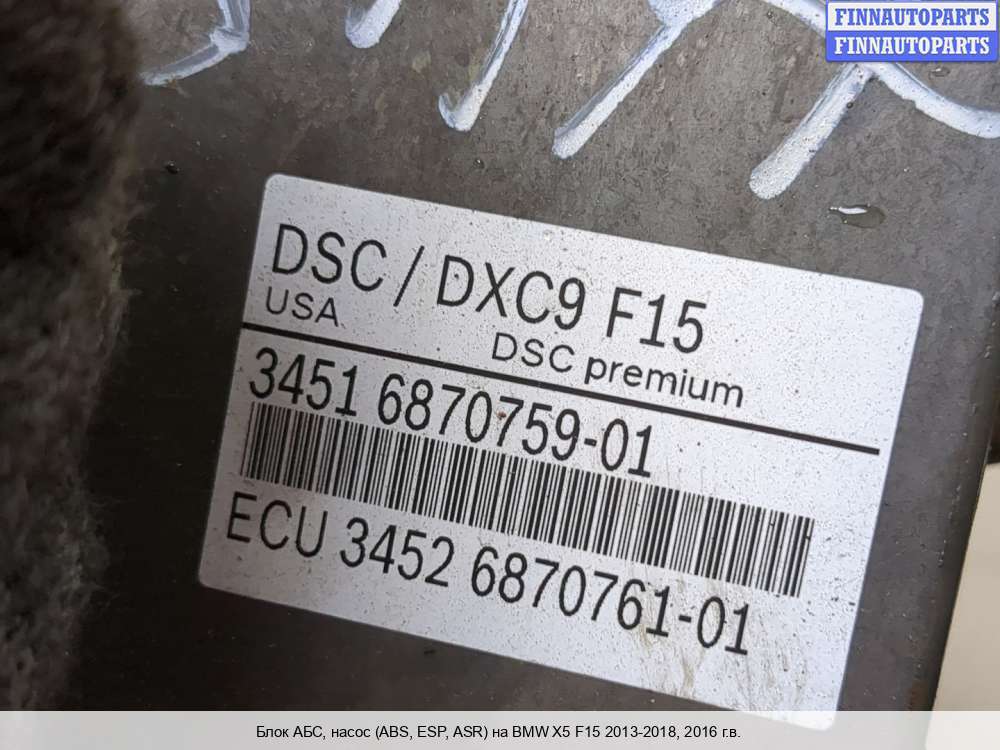 FINNAUTOPARTS
FINNAUTOPARTS
DSC / DXC9 F15
USA
DSC premium
3451 6870759-01
ECU 3452 6870761-01
Блок АБС, насос (ABS, ESP, ASR) на BMW X5 F15 2013-2018, 2016 г.в.